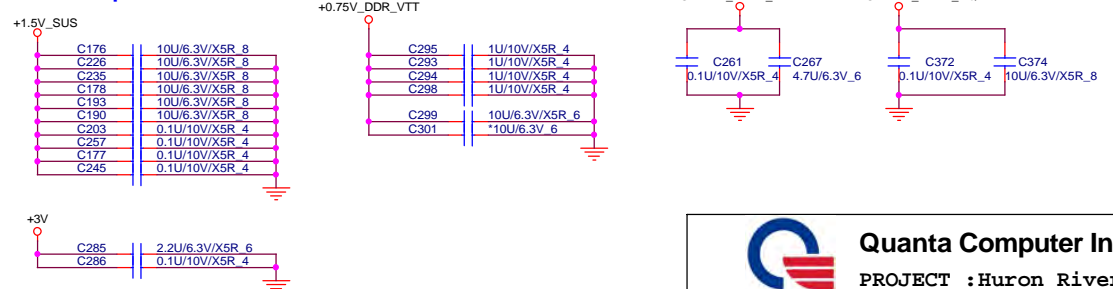 +1.5V_SUS
C176 10U/6.3V/X5R_8
C226 10U/6.3V/X5R_8
C235 10U/6.3V/X5R_8
C178 10U/6.3V/X5R_8
C193 10U/6.3V/X5R_8
C190 10U/6.3V/X5R_8
C203 0.1U/10V/X5R_4
C257 0.1U/10V/X5R_4
C177 0.1U/10V/X5R_4
C245 0.1U/10V/X5R_4
+3V
C285 2.2U/6.3V/X5R_6
C286 0.1U/10V/X5R_4
+0.75V_DDR_VTT
C295 1U/10V/X5R_4
C293 1U/10V/X5R_4
C294 1U/10V/X5R_4
C298 1U/10V/X5R_4
C299 10U/6.3V/X5R_6
C301 *10U/6.3V_6
C261
0.1U/10V/X5R_4
C267
4.7U/6.3V_6
C372
0.1U/10V/X5R_4
C374
10U/6.3V/X5R_8
Quanta Computer In
PROJECT :Huron River